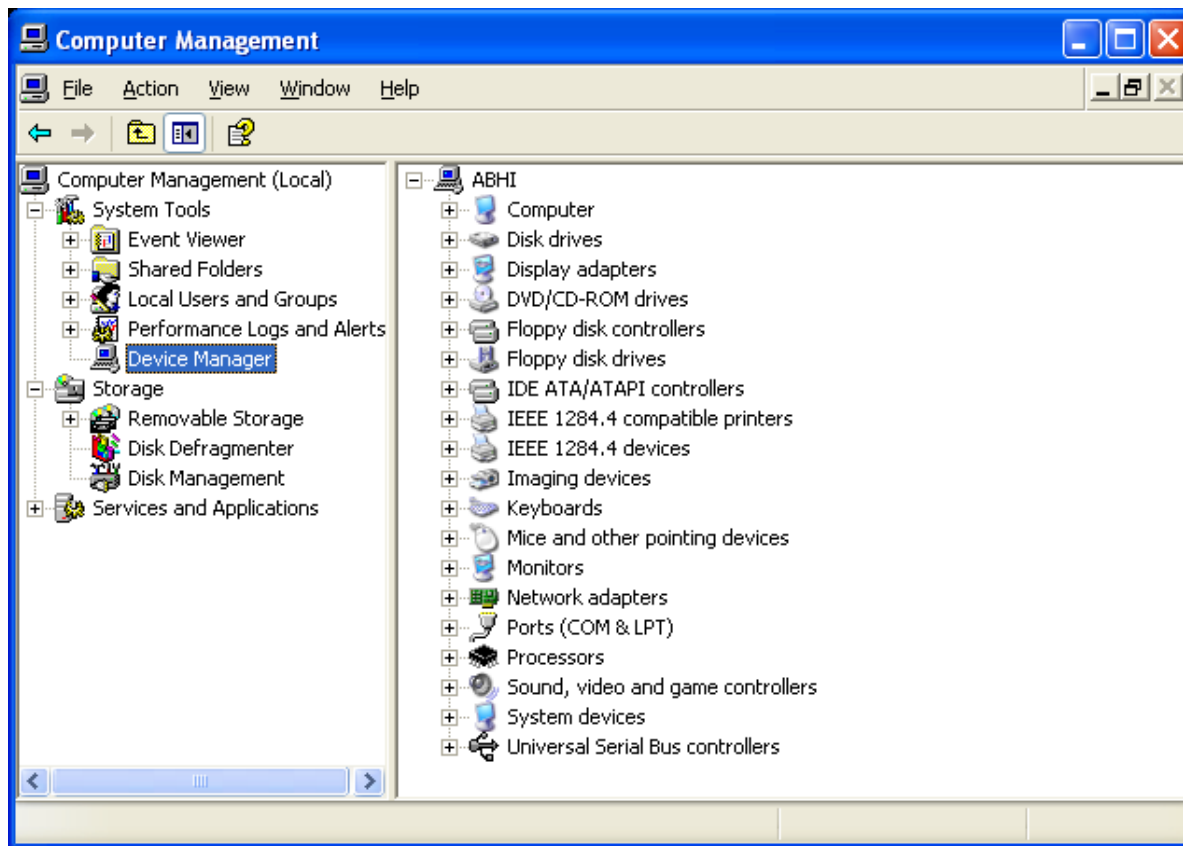 Computer Management
File Action View Window Help
Computer Management (Local)
System Tools
Event Viewer
Shared Folders
Local Users and Groups
Performance Logs and Alerts
Device Manager
Storage
Removable Storage
Disk Defragmenter
Disk Management
Services and Applications
ABHI
Computer
Disk drives
Display adapters
DVD/CD-ROM drives
Floppy disk controllers
Floppy disk drives
IDE ATA/ATAPI controllers
IEEE 1284.4 compatible printers
IEEE 1284.4 devices
Imaging devices
Keyboards
Mice and other pointing devices
Monitors
Network adapters
Ports (COM & LPT)
Processors
Sound, video and game controllers
System devices
Universal Serial Bus controllers